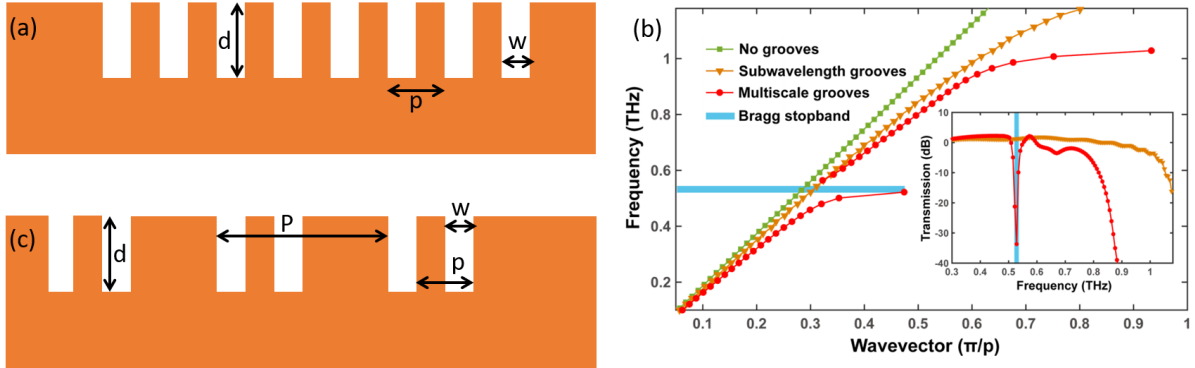 (a)
d
w
p
(c)
d
P
w
p
(b)
No grooves
Subwavelength grooves
Multiscale grooves
Bragg stopband
Frequency (THz)
1
0.8
0.6
0.4
0.2
0.1 0.2 0.3 0.4 0.5 0.6 0.7 0.8 0.9 1
Wavevector (π/p)
Transmission (dB)
10
0
-10
-20
-30
-40
0.3 0.4 0.5 0.6 0.7 0.8 0.9 1
Frequency (THz)